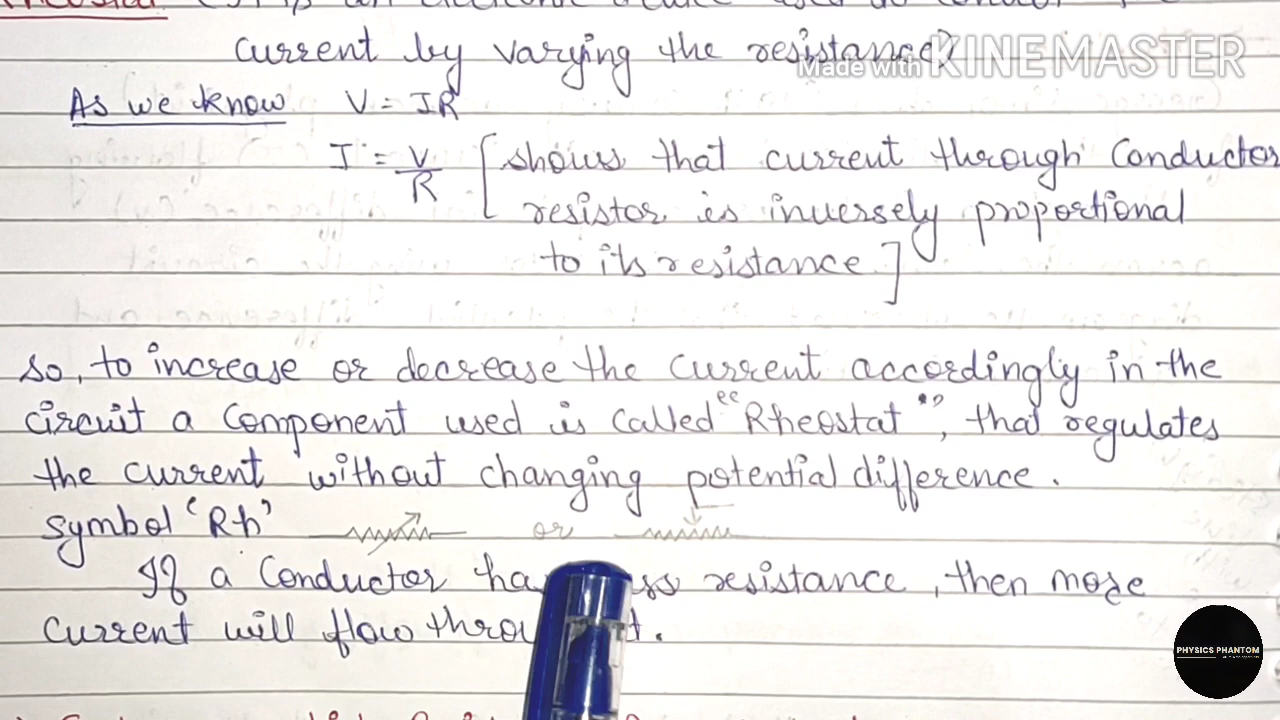 current by varying the resistance)
Made with KINEMASTER
As we know V = IR
I = V/R [shows that current through Conductor
resistor is inversely proportional
to its resistance]
so, to increase or decrease the current accordingly in the
circuit a component used is called "Rheostat", that regulates
the current without changing potential difference.
symbol 'Rh' or
If a conductor resistance, then more
current will flow
PHYSICS PHANTOM